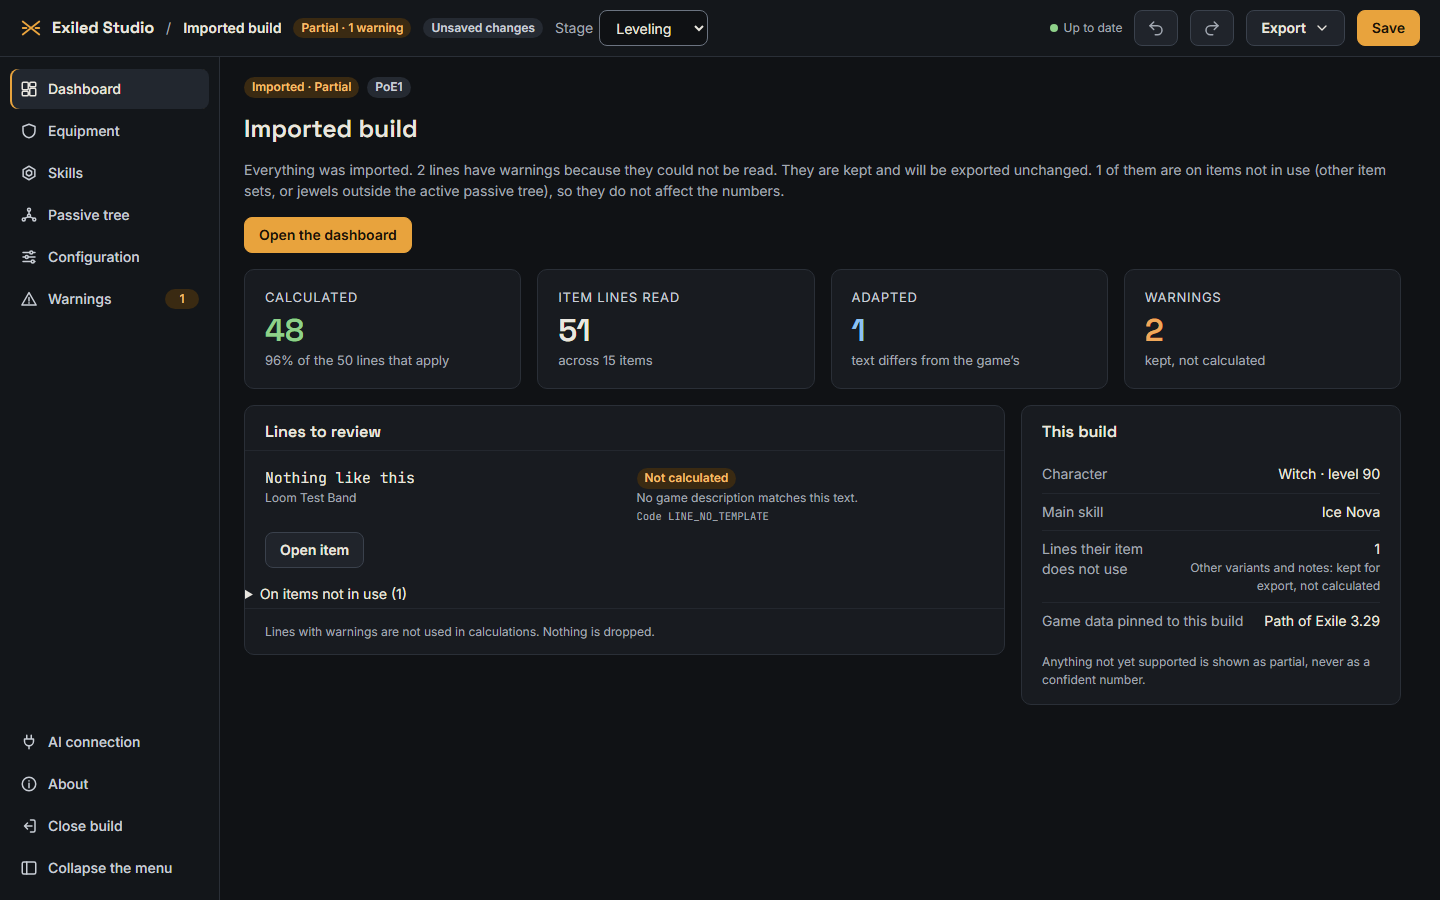 Exiled Studio / Imported build Partial · 1 warning Unsaved changes Stage Leveling Up to date Export Save
Dashboard
Equipment
Skills
Passive tree
Configuration
Warnings 1
AI connection
About
Close build
Collapse the menu
Imported · Partial PoE1
Imported build
Everything was imported. 2 lines have warnings because they could not be read. They are kept and will be exported unchanged. 1 of them are on items not in use (other item
sets, or jewels outside the active passive tree), so they do not affect the numbers.
Open the dashboard
CALCULATED
48
96% of the 50 lines that apply
ITEM LINES READ
51
across 15 items
ADAPTED
1
text differs from the game’s
WARNINGS
2
kept, not calculated
Lines to review
Nothing like this
Loom Test Band
Not calculated
No game description matches this text.
Code LINE_NO_TEMPLATE
Open item
On items not in use (1)
Lines with warnings are not used in calculations. Nothing is dropped.
This build
Character Witch · level 90
Main skill Ice Nova
Lines their item
does not use
1
Other variants and notes: kept for
export, not calculated
Game data pinned to this build Path of Exile 3.29
Anything not yet supported is shown as partial, never as a
confident number.